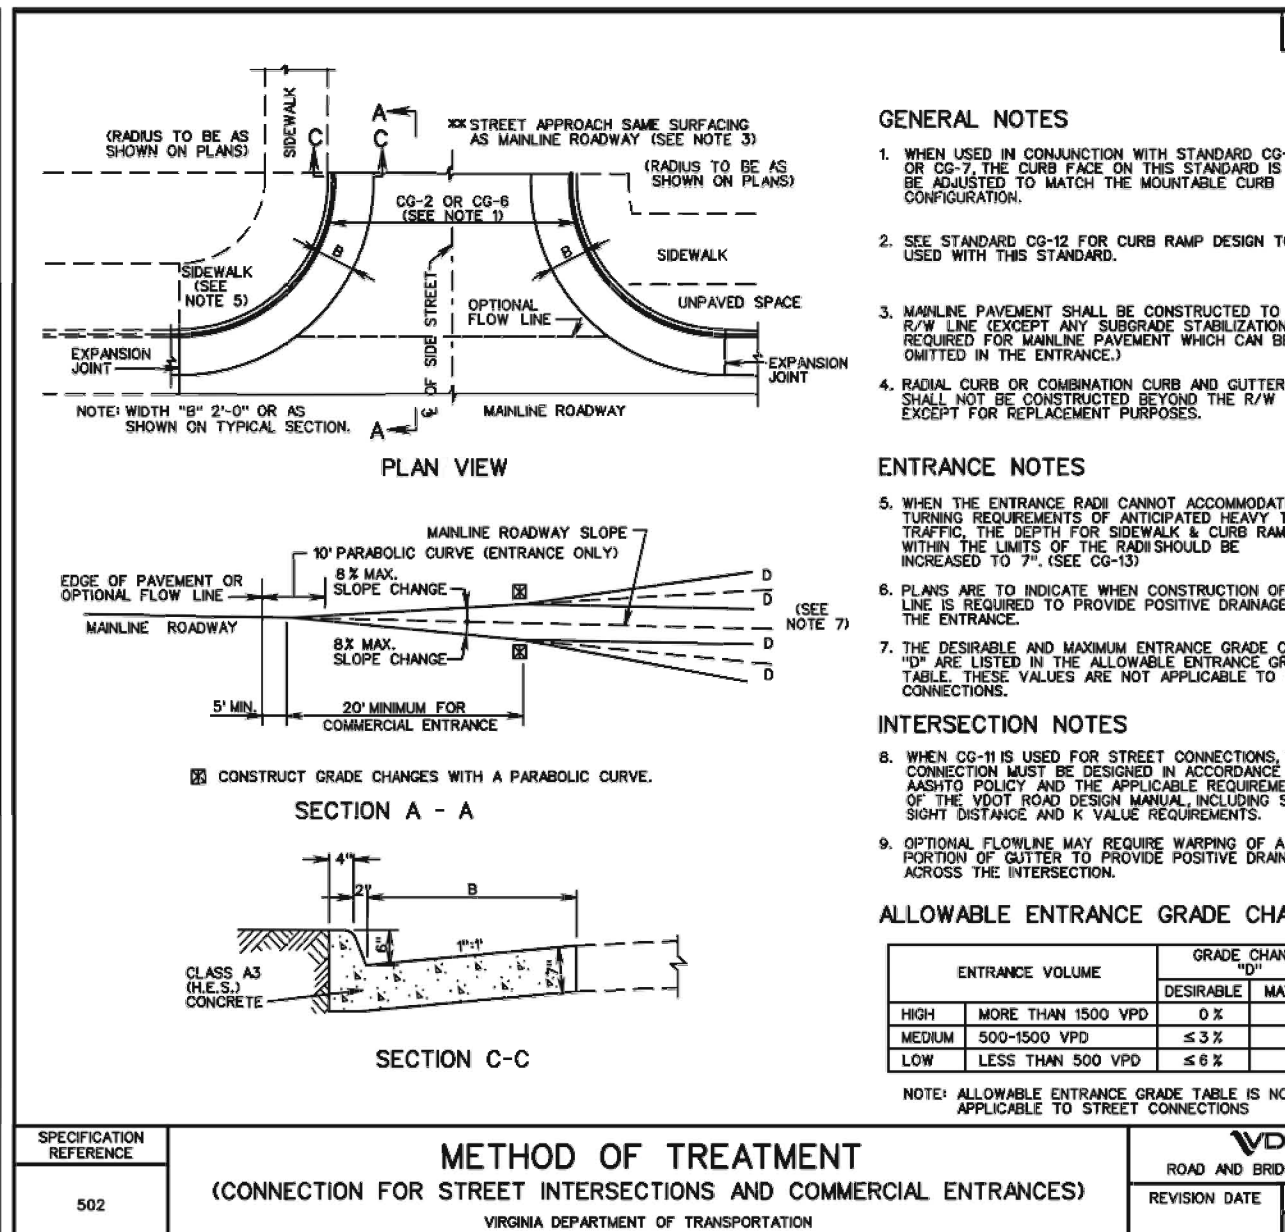 SIDEWALK
(RADIUS TO BE AS
SHOWN ON PLANS)
C
A
C
** STREET APPROACH SAME SURFACING
AS MAINLINE ROADWAY (SEE NOTE 3)
(RADIUS TO BE AS
SHOWN ON PLANS)
CG-2 OR CG-6
(SEE NOTE 1)
B
B
SIDEWALK
SIDEWALK
(SEE
NOTE 5)
OPTIONAL
FLOW LINE
UNPAVED SPACE
℄ OF SIDE STREET
EXPANSION
JOINT
EXPANSION
JOINT
NOTE: WIDTH "B" 2'-0" OR AS
SHOWN ON TYPICAL SECTION.
A
MAINLINE ROADWAY
PLAN VIEW
MAINLINE ROADWAY SLOPE
10' PARABOLIC CURVE (ENTRANCE ONLY)
EDGE OF PAVEMENT OR
OPTIONAL FLOW LINE
8% MAX.
SLOPE CHANGE
D
D
(SEE
NOTE 7)
MAINLINE ROADWAY
8% MAX.
SLOPE CHANGE
D
D
5' MIN.
20' MINIMUM FOR
COMMERCIAL ENTRANCE
CONSTRUCT GRADE CHANGES WITH A PARABOLIC CURVE.
SECTION A - A
4"
2"
B
6"
1":1'
7"
CLASS A3
(H.E.S.)
CONCRETE
SECTION C-C
GENERAL NOTES
1. WHEN USED IN CONJUNCTION WITH STANDARD CG-
OR CG-7, THE CURB FACE ON THIS STANDARD IS
BE ADJUSTED TO MATCH THE MOUNTABLE CURB
CONFIGURATION.
2. SEE STANDARD CG-12 FOR CURB RAMP DESIGN TO
USED WITH THIS STANDARD.
3. MAINLINE PAVEMENT SHALL BE CONSTRUCTED TO
R/W LINE (EXCEPT ANY SUBGRADE STABILIZATION
REQUIRED FOR MAINLINE PAVEMENT WHICH CAN BE
OMITTED IN THE ENTRANCE.)
4. RADIAL CURB OR COMBINATION CURB AND GUTTER
SHALL NOT BE CONSTRUCTED BEYOND THE R/W
EXCEPT FOR REPLACEMENT PURPOSES.
ENTRANCE NOTES
5. WHEN THE ENTRANCE RADII CANNOT ACCOMMODAT
TURNING REQUIREMENTS OF ANTICIPATED HEAVY T
TRAFFIC, THE DEPTH FOR SIDEWALK & CURB RAM
WITHIN THE LIMITS OF THE RADII SHOULD BE
INCREASED TO 7". (SEE CG-13)
6. PLANS ARE TO INDICATE WHEN CONSTRUCTION OF
LINE IS REQUIRED TO PROVIDE POSITIVE DRAINAGE
THE ENTRANCE.
7. THE DESIRABLE AND MAXIMUM ENTRANCE GRADE C
"D" ARE LISTED IN THE ALLOWABLE ENTRANCE GR
TABLE. THESE VALUES ARE NOT APPLICABLE TO
CONNECTIONS.
INTERSECTION NOTES
8. WHEN CG-11 IS USED FOR STREET CONNECTIONS,
CONNECTION MUST BE DESIGNED IN ACCORDANCE
AASHTO POLICY AND THE APPLICABLE REQUIREME
OF THE VDOT ROAD DESIGN MANUAL, INCLUDING S
SIGHT DISTANCE AND K VALUE REQUIREMENTS.
9. OPTIONAL FLOWLINE MAY REQUIRE WARPING OF A
PORTION OF GUTTER TO PROVIDE POSITIVE DRAIN
ACROSS THE INTERSECTION.
ALLOWABLE ENTRANCE GRADE CHA
ENTRANCE VOLUME
GRADE CHAN
"D"
DESIRABLE MA
HIGH MORE THAN 1500 VPD 0 %
MEDIUM 500-1500 VPD ≤ 3 %
LOW LESS THAN 500 VPD ≤ 6 %
NOTE: ALLOWABLE ENTRANCE GRADE TABLE IS NO
APPLICABLE TO STREET CONNECTIONS
SPECIFICATION
REFERENCE
502
METHOD OF TREATMENT
(CONNECTION FOR STREET INTERSECTIONS AND COMMERCIAL ENTRANCES)
VIRGINIA DEPARTMENT OF TRANSPORTATION
VD
ROAD AND BRID
REVISION DATE